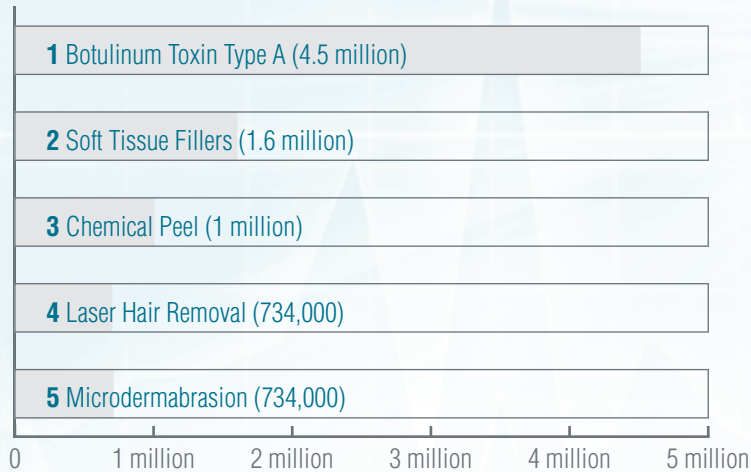 1 Botulinum Toxin Type A (4.5 million)
2 Soft Tissue Fillers (1.6 million)
3 Chemical Peel (1 million)
4 Laser Hair Removal (734,000)
5 Microdermabrasion (734,000)
0 1 million 2 million 3 million 4 million 5 million